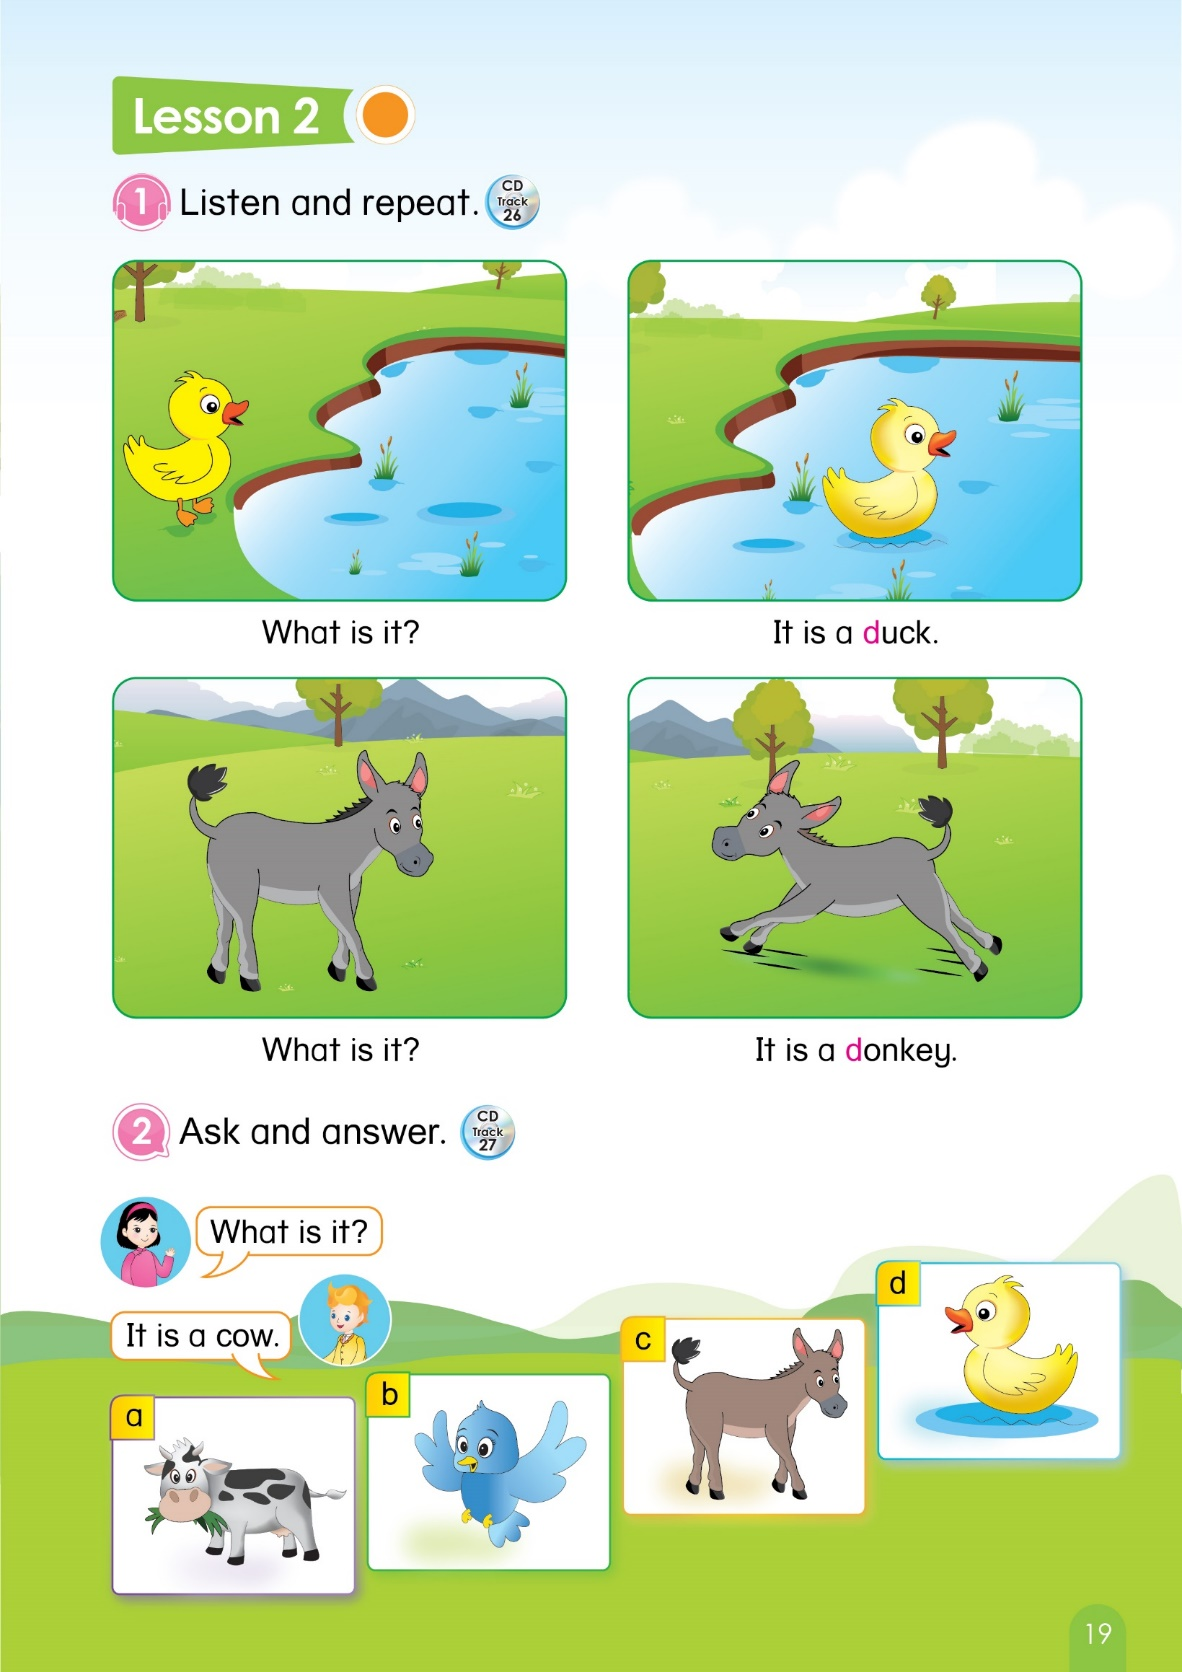 Lesson 2
1 Listen and repeat. CD Track 26
What is it?
It is a duck.
What is it?
It is a donkey.
2 Ask and answer. CD Track 27
What is it?
It is a cow.
a
b
c
d
19